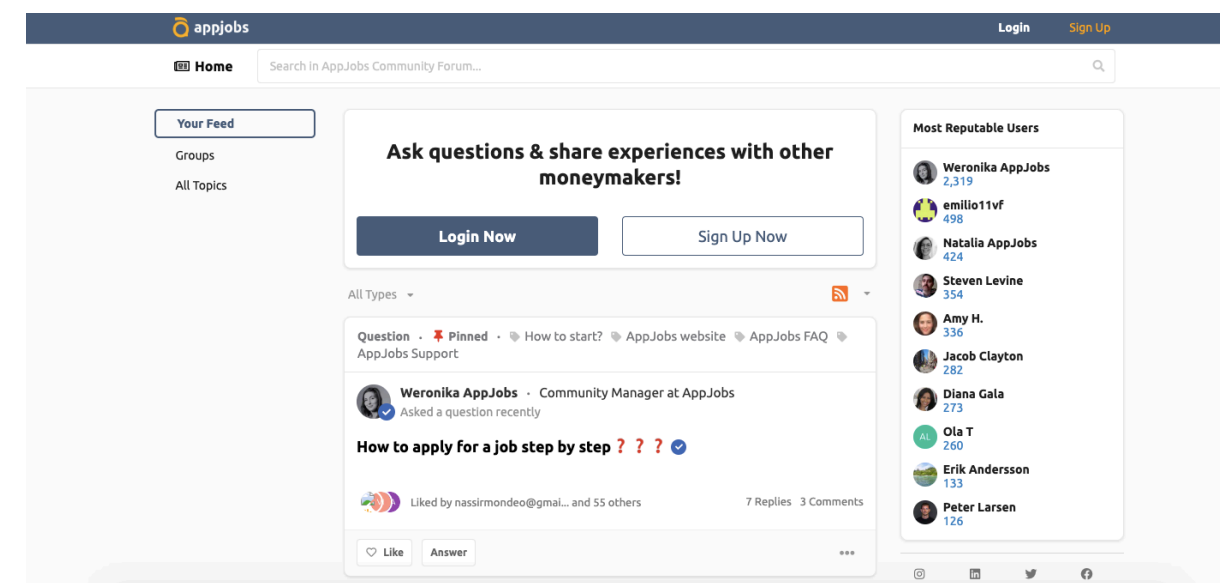 appjobs
Login
Sign Up
Home
Search in AppJobs Community Forum...
Your Feed
Groups
All Topics
Ask questions & share experiences with other
moneymakers!
Login Now
Sign Up Now
All Types
Question · Pinned · How to start? AppJobs website AppJobs FAQ
AppJobs Support
Weronika AppJobs · Community Manager at AppJobs
Asked a question recently
How to apply for a job step by step ❓ ❓ ❓
Liked by nassirmondeo@gmai... and 55 others
7 Replies 3 Comments
Like
Answer
Most Reputable Users
Weronika AppJobs
2,319
emilio11vf
498
Natalia AppJobs
424
Steven Levine
354
Amy H.
336
Jacob Clayton
282
Diana Gala
273
AL
Ola T
260
Erik Andersson
133
Peter Larsen
126